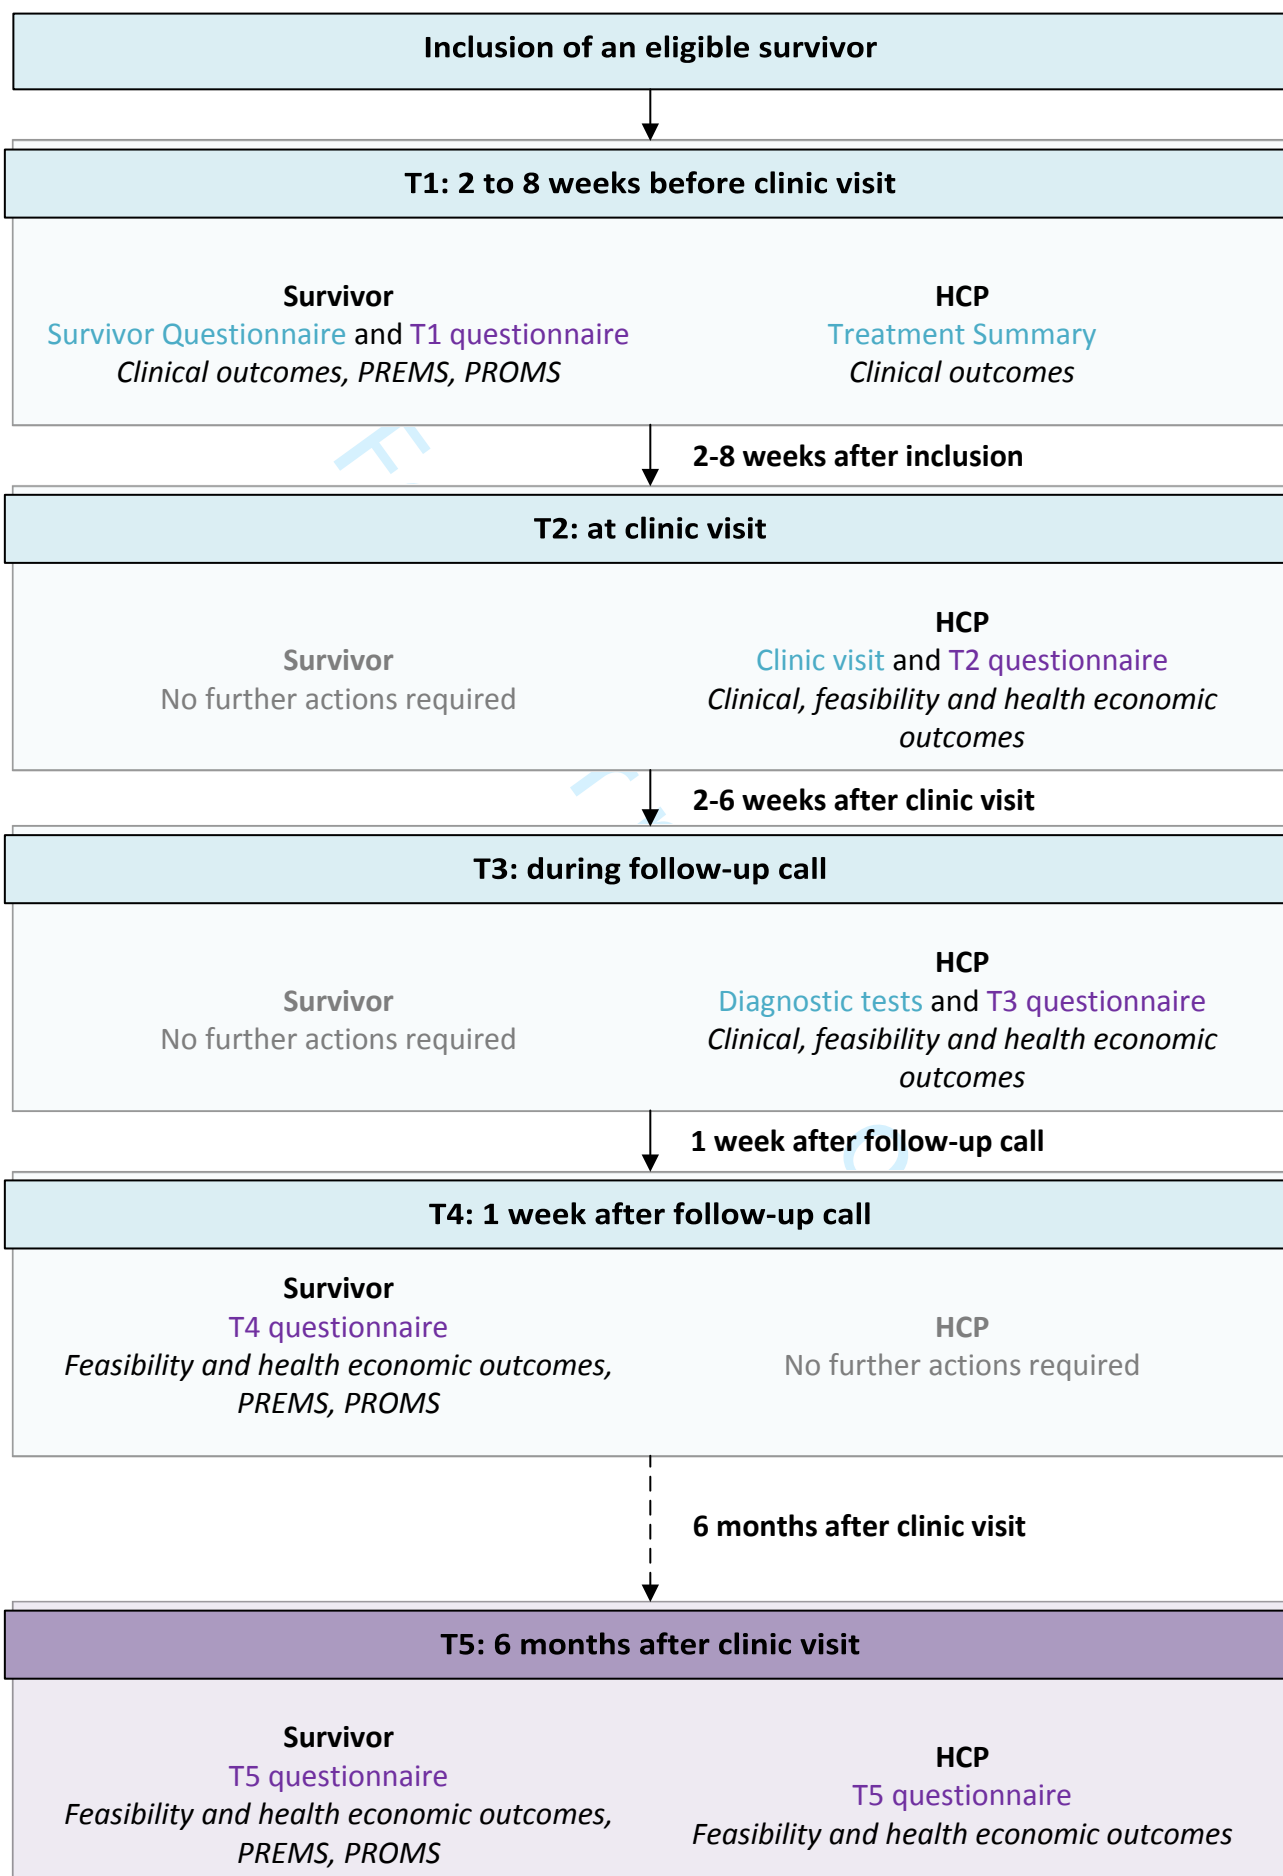 Inclusion of an eligible survivor
T1: 2 to 8 weeks before clinic visit
Survivor
Survivor Questionnaire and T1 questionnaire
Clinical outcomes, PREMS, PROMS
HCP
Treatment Summary
Clinical outcomes
2-8 weeks after inclusion
T2: at clinic visit
Survivor
No further actions required
HCP
Clinic visit and T2 questionnaire
Clinical, feasibility and health economic
outcomes
2-6 weeks after clinic visit
T3: during follow-up call
Survivor
No further actions required
HCP
Diagnostic tests and T3 questionnaire
Clinical, feasibility and health economic
outcomes
1 week after follow-up call
T4: 1 week after follow-up call
Survivor
T4 questionnaire
Feasibility and health economic outcomes,
PREMS, PROMS
HCP
No further actions required
6 months after clinic visit
T5: 6 months after clinic visit
Survivor
T5 questionnaire
Feasibility and health economic outcomes,
PREMS, PROMS
HCP
T5 questionnaire
Feasibility and health economic outcomes